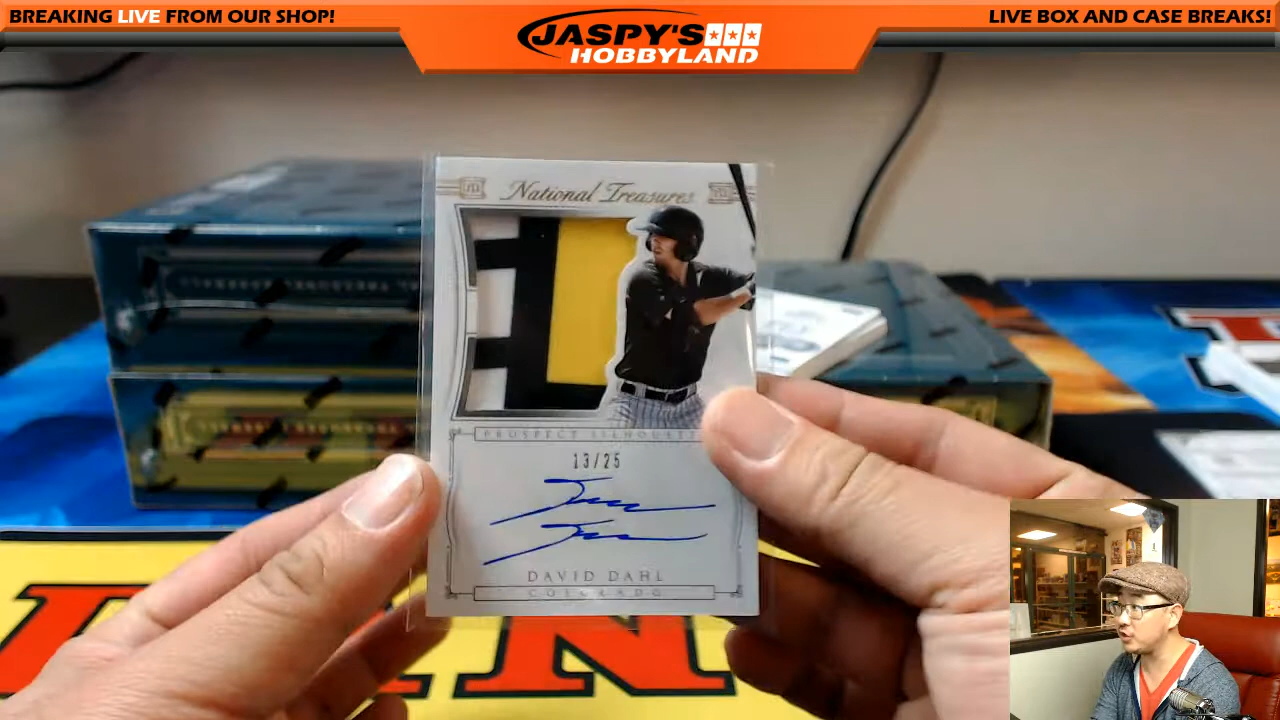 BREAKING LIVE FROM OUR SHOP!
JASPY'S
HOBBYLAND
LIVE BOX AND CASE BREAKS!
National Treasures
PROSPECT SILHOUETT
13/25
DAVID DAHL
COLORADO